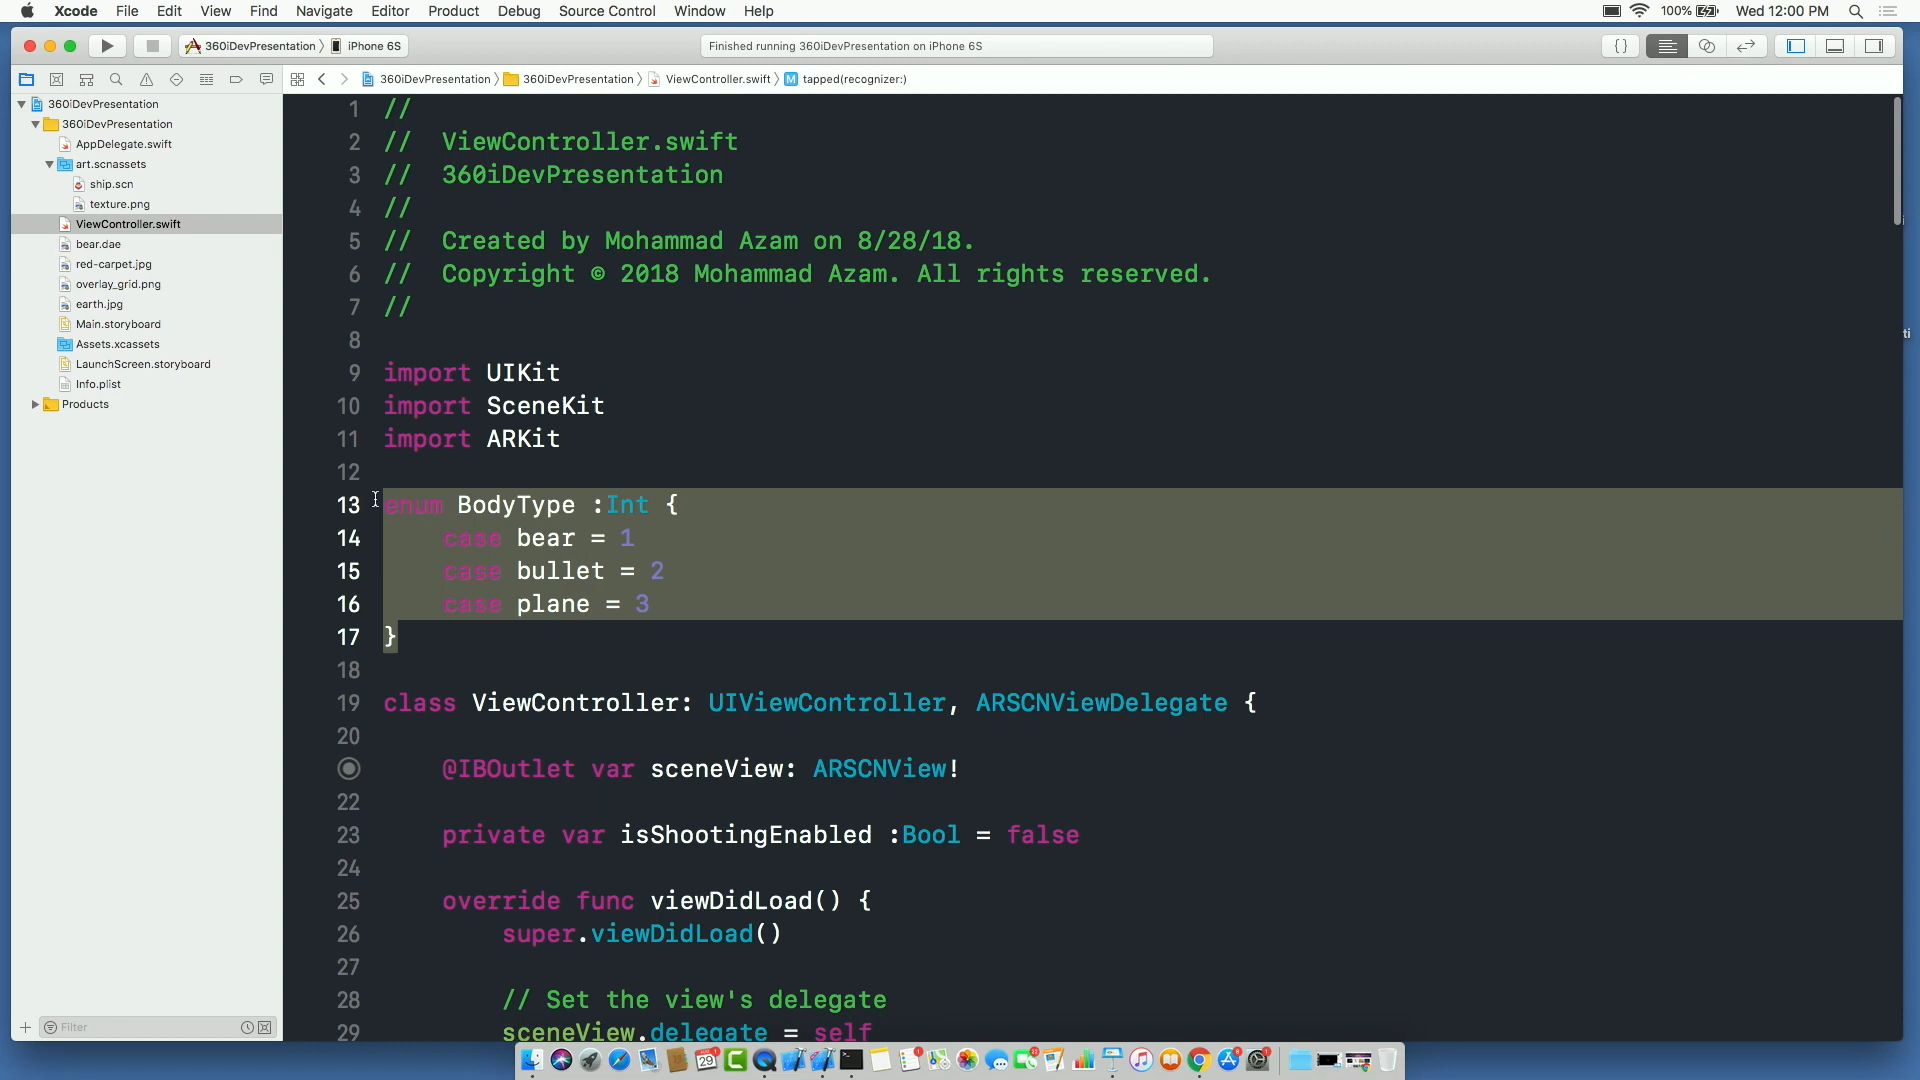 Xcode File Edit View Find Navigate Editor Product Debug Source Control Window Help 100% Wed 12:00 PM
360iDevPresentation iPhone 6S Finished running 360iDevPresentation on iPhone 6S
360iDevPresentation 360iDevPresentation ViewController.swift M tapped(recognizer:)
360iDevPresentation
360iDevPresentation
AppDelegate.swift
art.scnassets
ship.scn
texture.png
ViewController.swift
bear.dae
red-carpet.jpg
overlay_grid.png
earth.jpg
Main.storyboard
Assets.xcassets
LaunchScreen.storyboard
Info.plist
Products
Filter
1 //
2 // ViewController.swift
3 // 360iDevPresentation
4 //
5 // Created by Mohammad Azam on 8/28/18.
6 // Copyright © 2018 Mohammad Azam. All rights reserved.
7 //
8
9 import UIKit
10 import SceneKit
11 import ARKit
12
13 enum BodyType :Int {
14 case bear = 1
15 case bullet = 2
16 case plane = 3
17 }
18
19 class ViewController: UIViewController, ARSCNViewDelegate {
20
@IBOutlet var sceneView: ARSCNView!
22
23 private var isShootingEnabled :Bool = false
24
25 override func viewDidLoad() {
26 super.viewDidLoad()
27
28 // Set the view's delegate
29 sceneView.delegate = self
ti
29